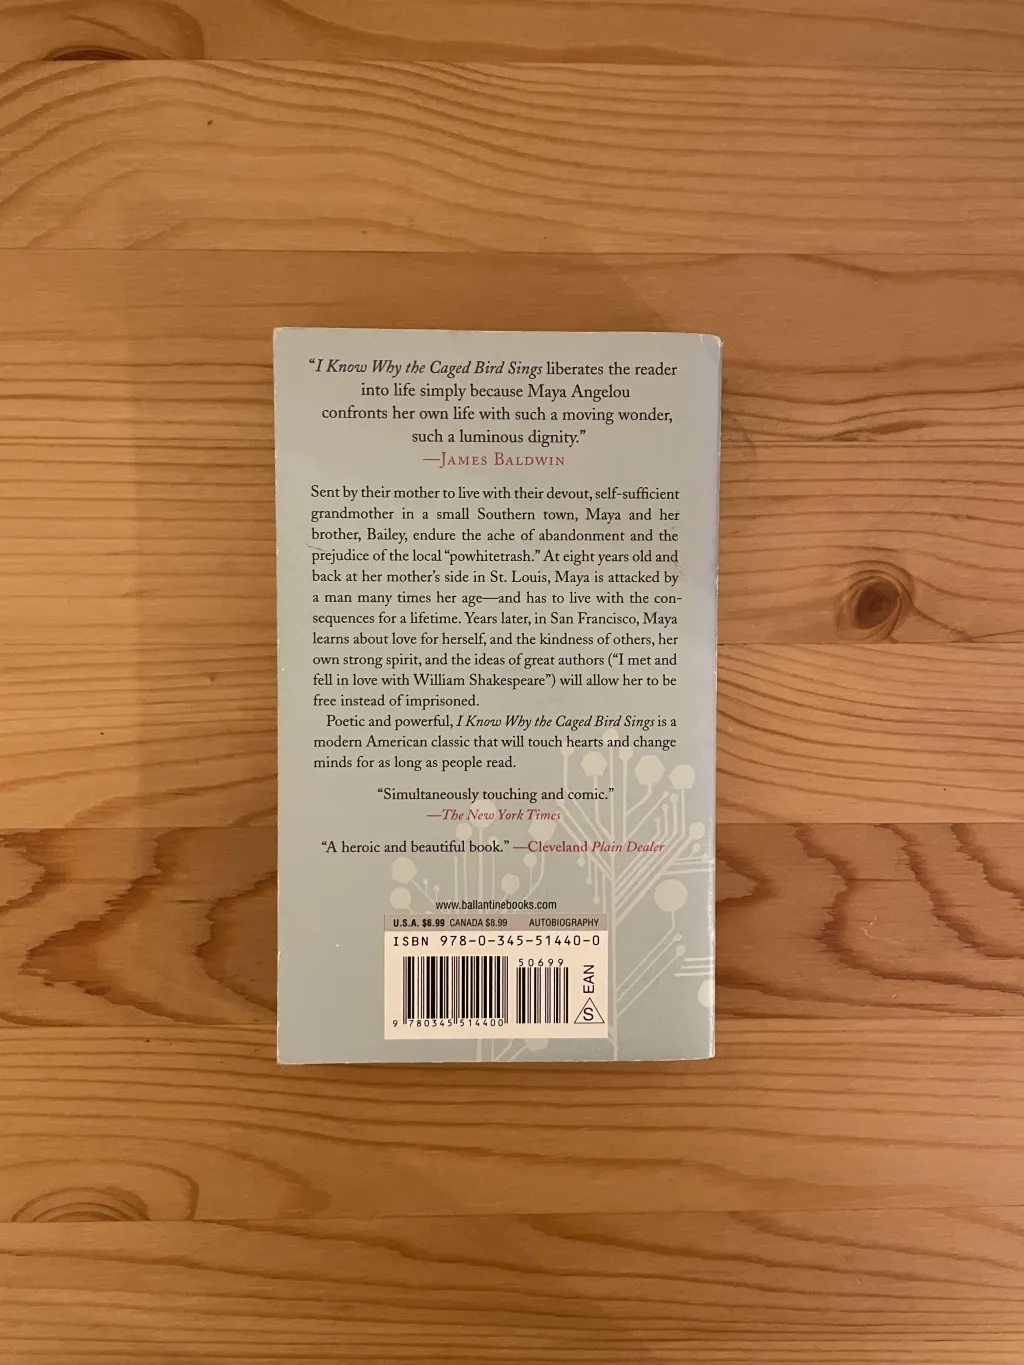 “I Know Why the Caged Bird Sings liberates the reader
into life simply because Maya Angelou
confronts her own life with such a moving wonder,
such a luminous dignity.”
—JAMES BALDWIN
Sent by their mother to live with their devout, self-sufficient
grandmother in a small Southern town, Maya and her
brother, Bailey, endure the ache of abandonment and the
prejudice of the local “powhitetrash.” At eight years old and
back at her mother’s side in St. Louis, Maya is attacked by
a man many times her age—and has to live with the con-
sequences for a lifetime. Years later, in San Francisco, Maya
learns about love for herself, and the kindness of others, her
own strong spirit, and the ideas of great authors (“I met and
fell in love with William Shakespeare”) will allow her to be
free instead of imprisoned.
Poetic and powerful, I Know Why the Caged Bird Sings is a
modern American classic that will touch hearts and change
minds for as long as people read.
“Simultaneously touching and comic.”
—The New York Times
“A heroic and beautiful book.” —Cleveland Plain Dealer
www.ballantinebooks.com
U.S.A. $6.99 CANADA $8.99 AUTOBIOGRAPHY
ISBN 978-0-345-51440-0
50699
9 780345 514400
S EAN